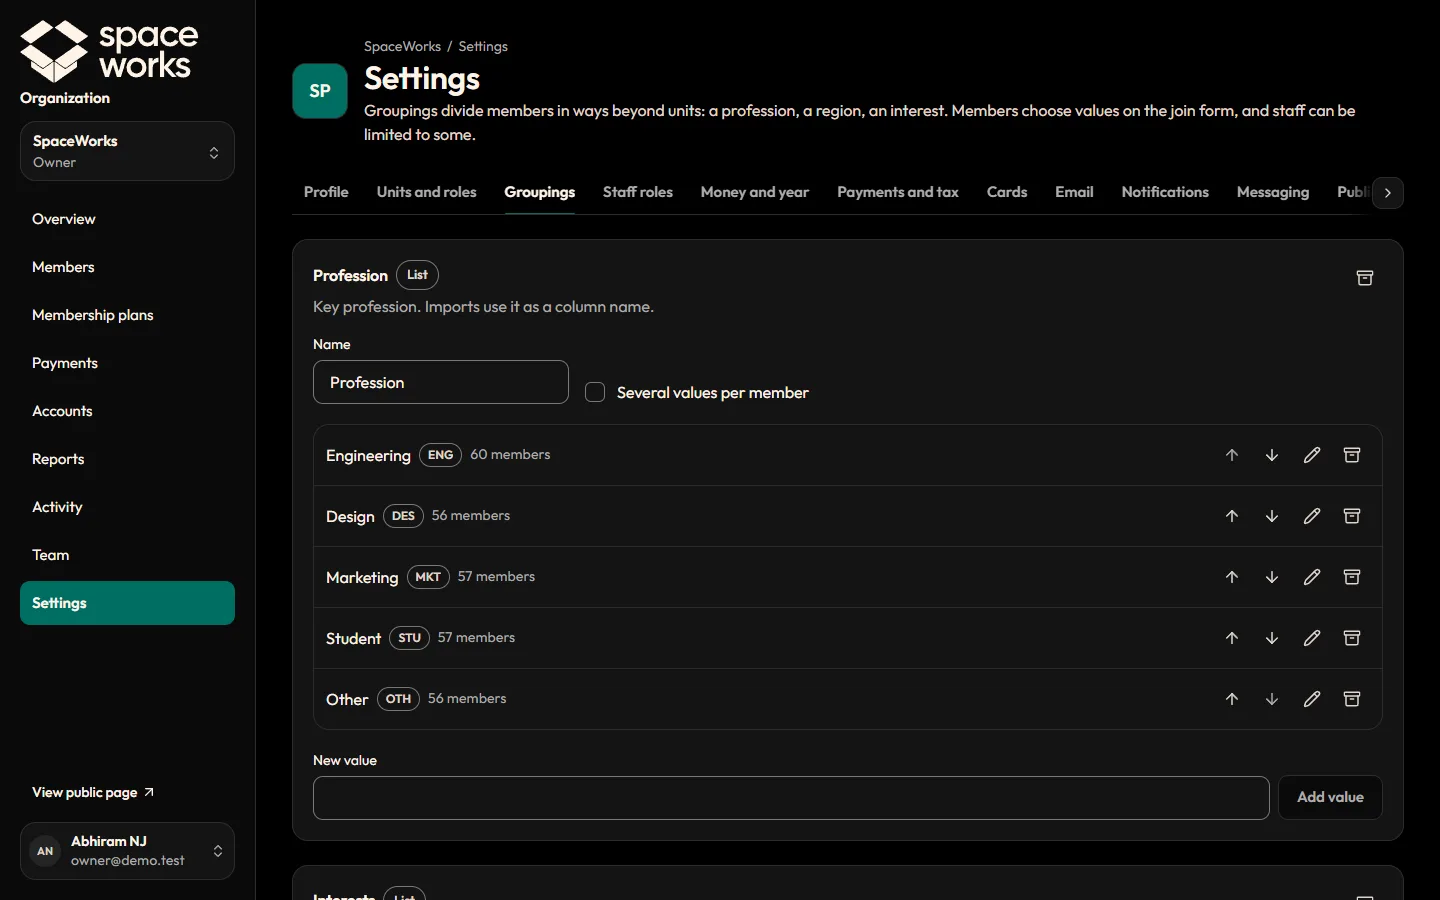 space
works
Organization
SpaceWorks
Owner
Overview
Members
Membership plans
Payments
Accounts
Reports
Activity
Team
Settings
View public page
AN
Abhiram NJ
owner@demo.test
SpaceWorks / Settings
SP
Settings
Groupings divide members in ways beyond units: a profession, a region, an interest. Members choose values on the join form, and staff can be
limited to some.
Profile Units and roles Groupings Staff roles Money and year Payments and tax Cards Email Notifications Messaging
Profession List
Key profession. Imports use it as a column name.
Name
Profession
Several values per member
Engineering ENG 60 members
Design DES 56 members
Marketing MKT 57 members
Student STU 57 members
Other OTH 56 members
New value
Add value
Interests List